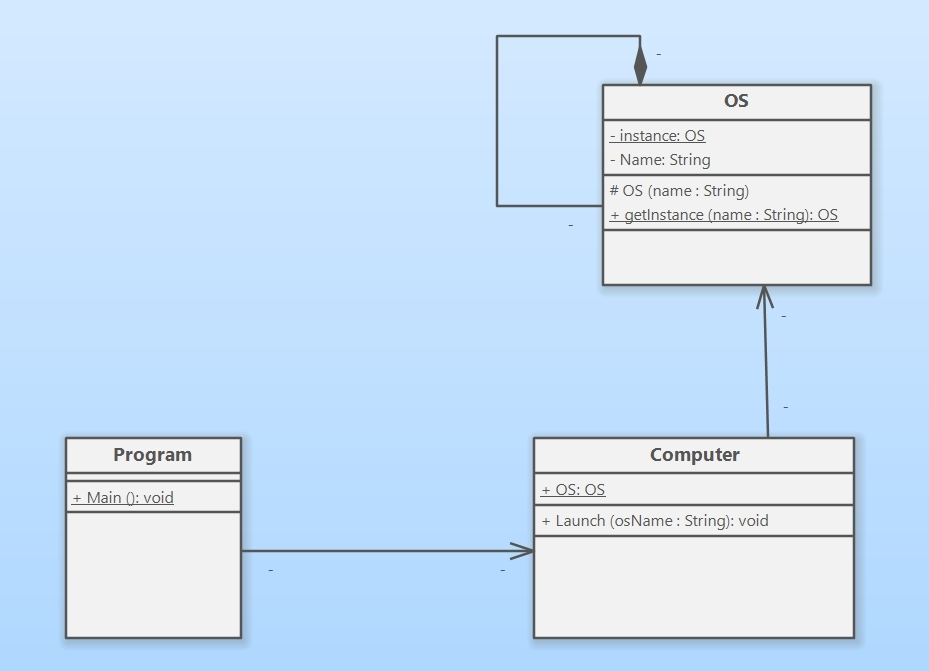 OS
- instance: OS
- Name: String
# OS (name : String)
+ getInstance (name : String): OS
Program
+ Main (): void
Computer
+ OS: OS
+ Launch (osName : String): void